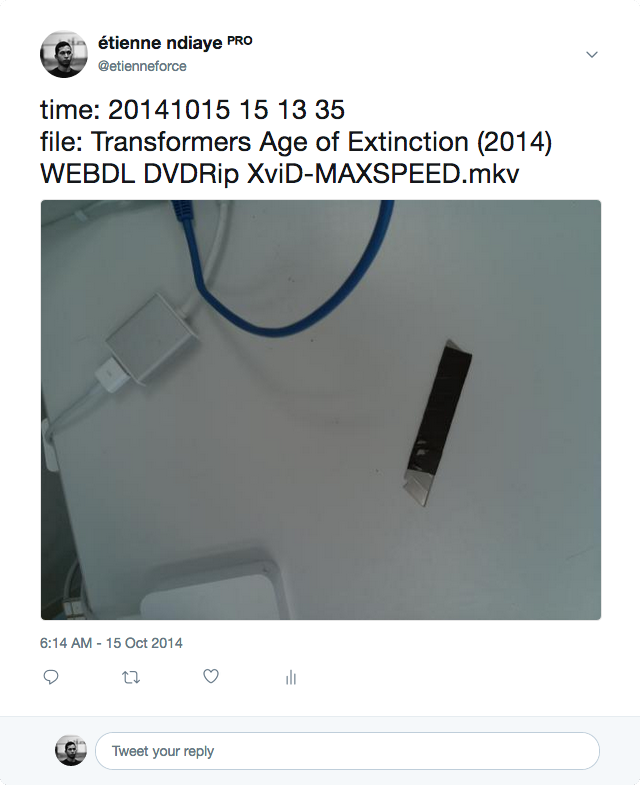 étienne ndiaye PRO
@etienneforce
time: 20141015 15 13 35
file: Transformers Age of Extinction (2014)
WEBDL DVDRip XviD-MAXSPEED.mkv
6:14 AM - 15 Oct 2014
Tweet your reply